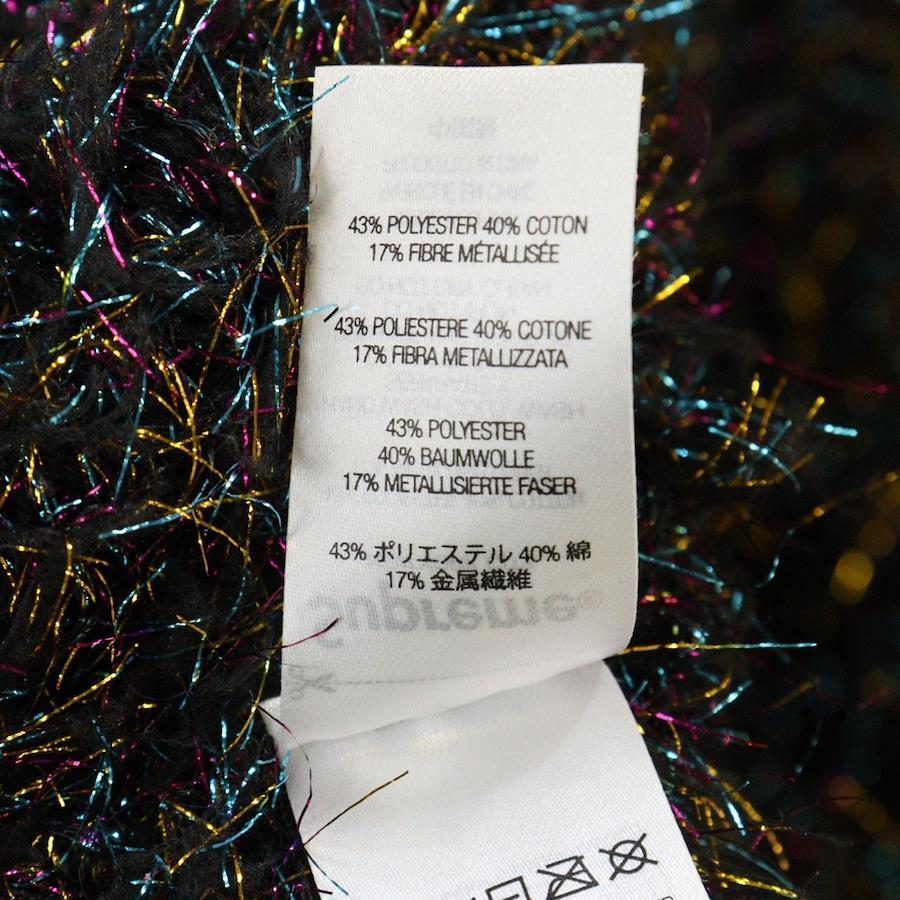 43% POLYESTER 40% COTON
17% FIBRE MÉTALLISÉE
43% POLIESTERE 40% COTONE
17% FIBRA METALLIZZATA
43% POLYESTER
40% BAUMWOLLE
17% METALLISIERTE FASER
43% ポリエステル 40% 綿
17% 金属繊維
Supreme®